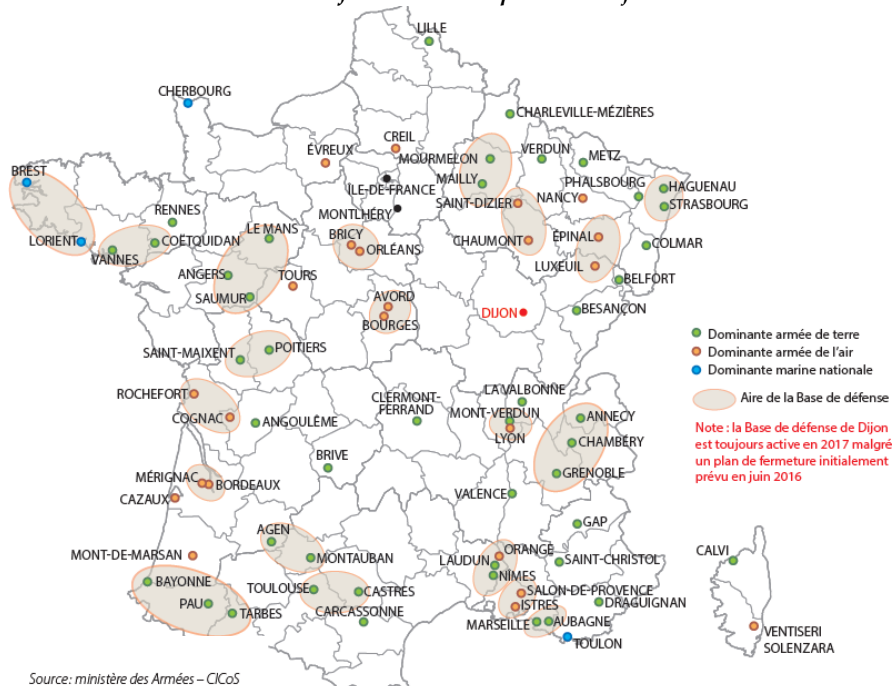 LILLE
CHERBOURG
CHARLEVILLE-MÉZIÈRES
CREIL
ÉVREUX
MOURMELON
VERDUN
METZ
BREST
MAILLY
PHALSBOURG
HAGUENAU
ÎLE-DE-FRANCE
SAINT-DIZIER
NANCY
STRASBOURG
RENNES
MONTLHÉRY
LE MANS
BRICY
LORIENT
COËTQUIDAN
ORLÉANS
CHAUMONT
ÉPINAL
COLMAR
VANNES
ANGERS
TOURS
LUXEUIL
BELFORT
SAUMUR
AVORD
BOURGES
DIJON
BESANÇON
SAINT-MAIXENT
POITIERS
Dominante armée de terre
Dominante armée de l'air
Dominante marine nationale
Aire de la Base de défense
Note : la Base de défense de Dijon
est toujours active en 2017 malgré
un plan de fermeture initialement
prévu en juin 2016
ROCHEFORT
COGNAC
ANGOULÊME
CLERMONT-
FERRAND
LA VALBONNE
MONT-VERDUN
LYON
ANNECY
CHAMBÉRY
GRENOBLE
BRIVE
MÉRIGNAC
BORDEAUX
CAZAUX
VALENCE
AGEN
GAP
MONTAUBAN
MONT-DE-MARSAN
ORANGE
LAUDUN
SAINT-CHRISTOL
NÎMES
CALVI
BAYONNE
TOULOUSE
CASTRES
SALON-DE-PROVENCE
ISTRES
DRAGUIGNAN
PAU
TARBES
CARCASSONNE
MARSEILLE
AUBAGNE
TOULON
VENTISERI
SOLENZARA
Source : ministère des Armées – CICoS